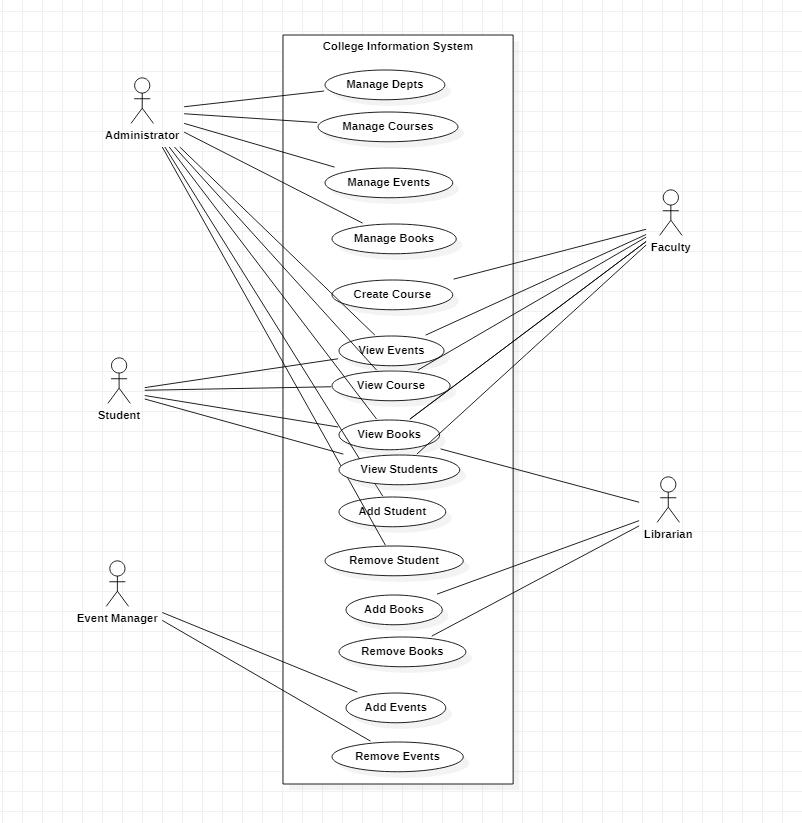 College Information System
Manage Depts
Administrator
Manage Courses
Manage Events
Manage Books
Faculty
Create Course
View Events
View Course
Student
View Books
View Students
Add Student
Librarian
Remove Student
Add Books
Event Manager
Remove Books
Add Events
Remove Events